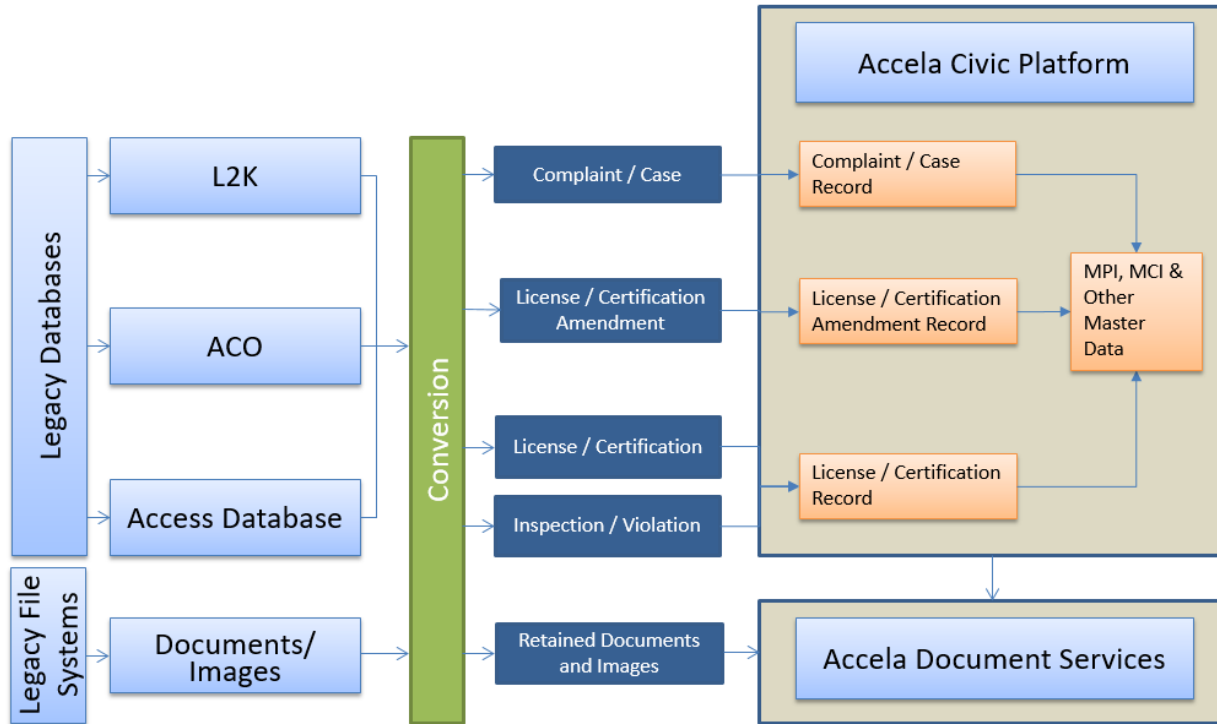 Legacy Databases
L2K
ACO
Access Database
Legacy File
Systems
Documents/
Images
Conversion
Complaint / Case
License / Certification
Amendment
License / Certification
Inspection / Violation
Retained Documents
and Images
Accela Civic Platform
Complaint / Case
Record
License / Certification
Amendment Record
License / Certification
Record
MPI, MCI &
Other
Master
Data
Accela Document Services